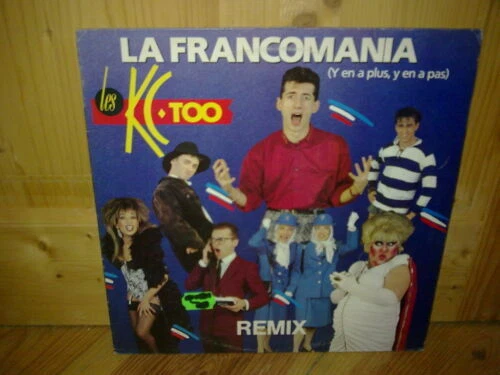 LA FRANCOMANIA
(Y en a plus, y en a pas)
les
KC•TOO
REMIX